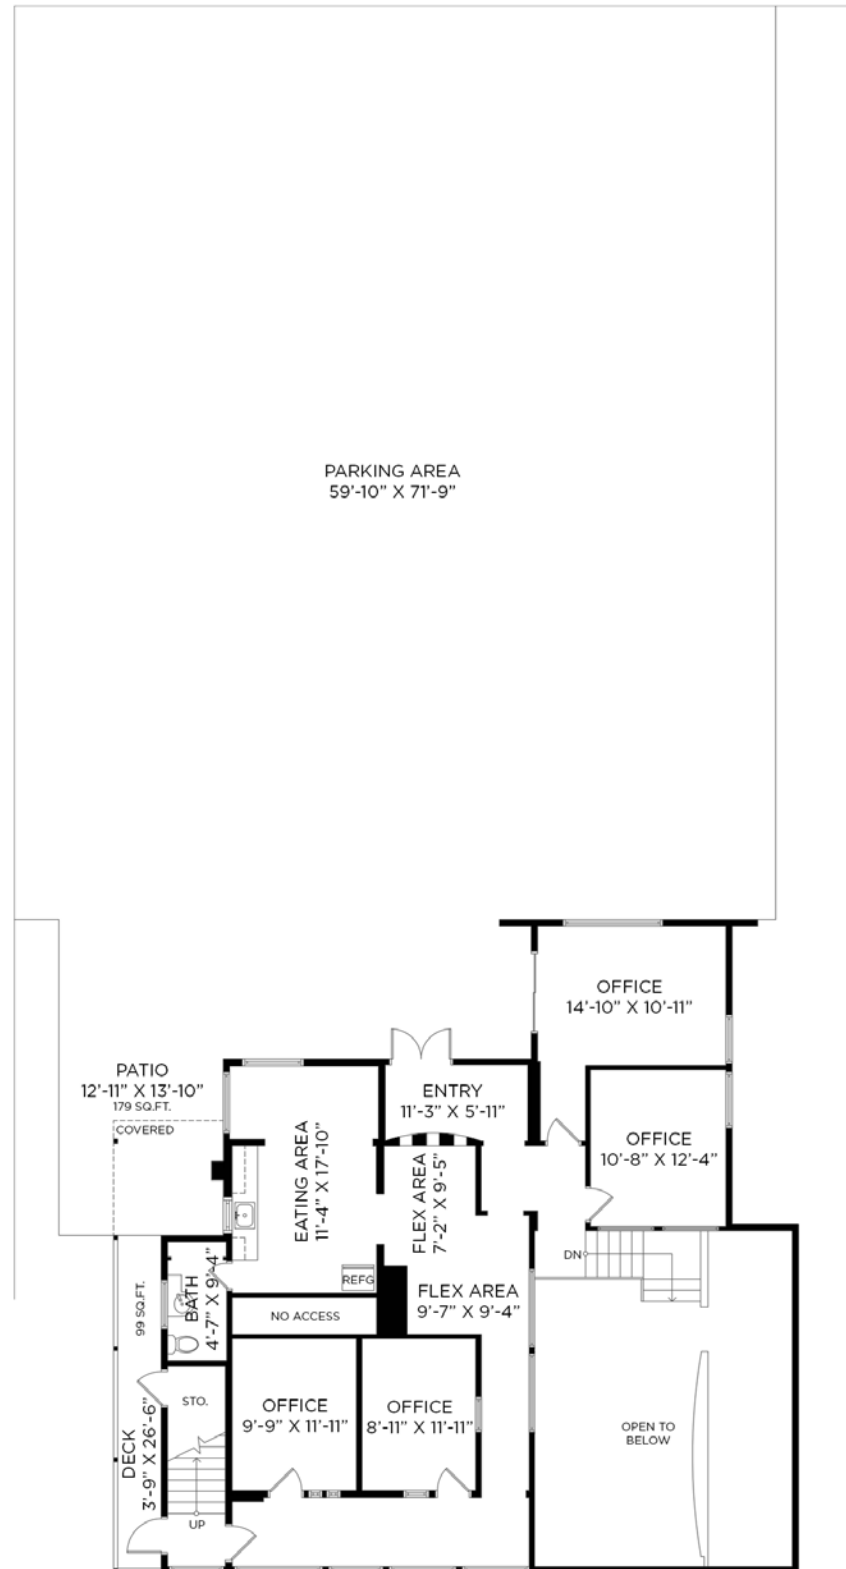 PARKING AREA
59'-10" X 71'-9"
OFFICE
14'-10" X 10'-11"
PATIO
12'-11" X 13'-10"
179 SQ.FT.
COVERED
ENTRY
11'-3" X 5'-11"
OFFICE
10'-8" X 12'-4"
EATING AREA
11'-4" X 17'-10"
FLEX AREA
7'-2" X 9'-5"
DN
REFG
FLEX AREA
9'-7" X 9'-4"
BATH
4'-7" X 9'-4"
99 SQ.FT.
NO ACCESS
STO.
OFFICE
9'-9" X 11'-11"
OFFICE
8'-11" X 11'-11"
OPEN TO
BELOW
DECK
3'-9" X 26'-6"
UP